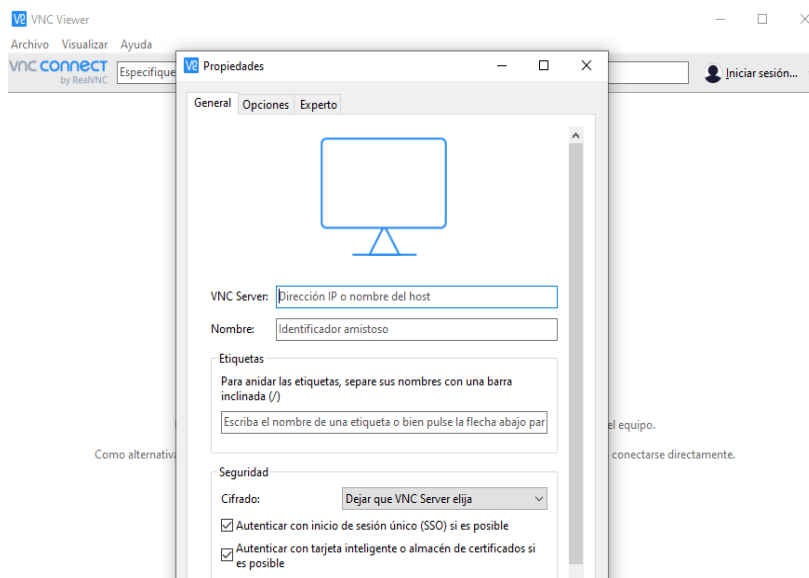 VNC Viewer
Archivo Visualizar Ayuda
VNC CONNECT
by RealVNC
Especifique
Iniciar sesión...
Propiedades
General Opciones Experto
VNC Server: Dirección IP o nombre del host
Nombre: Identificador amistoso
Etiquetas
Para anidar las etiquetas, separe sus nombres con una barra
inclinada (/)
Escriba el nombre de una etiqueta o bien pulse la flecha abajo par
el equipo.
Como alternativa
conectarse directamente.
Seguridad
Cifrado: Dejar que VNC Server elija
Autenticar con inicio de sesión único (SSO) si es posible
Autenticar con tarjeta inteligente o almacén de certificados si
es posible